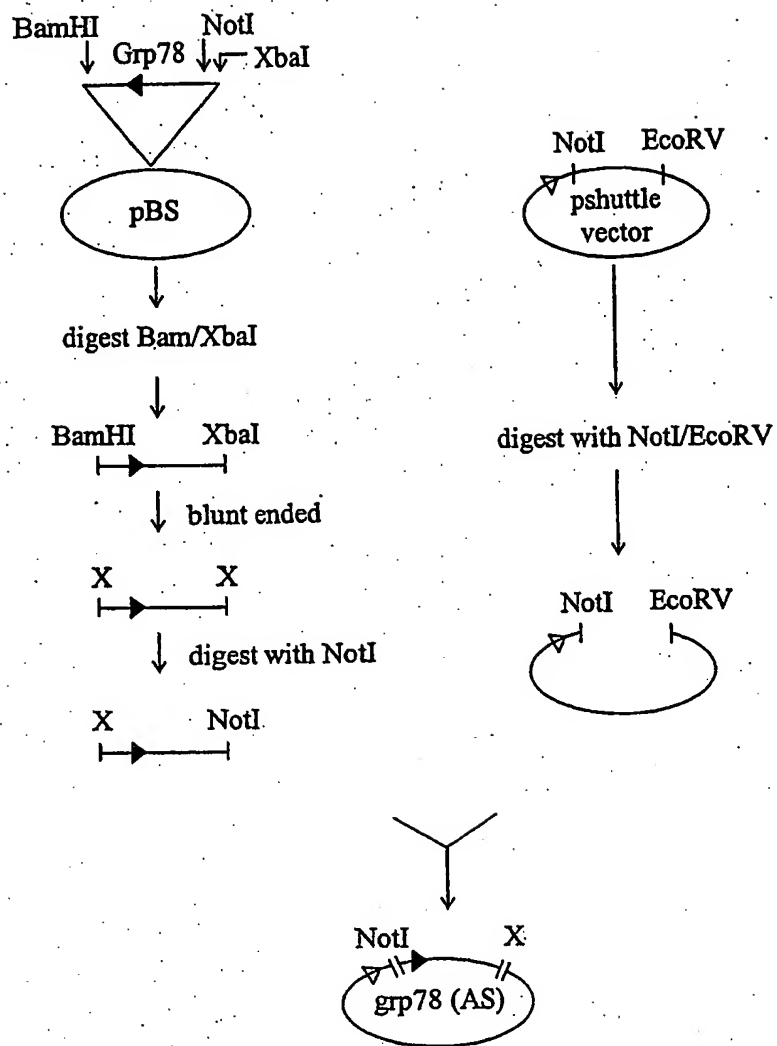 BamHI NotI
Grp78 XbaI
pBS
digest Bam/XbaI
BamHI XbaI
blunt ended
X X
digest with NotI
X NotI
NotI EcoRV
pshuttle
vector
digest with NotI/EcoRV
NotI EcoRV
NotI X
grp78 (AS)